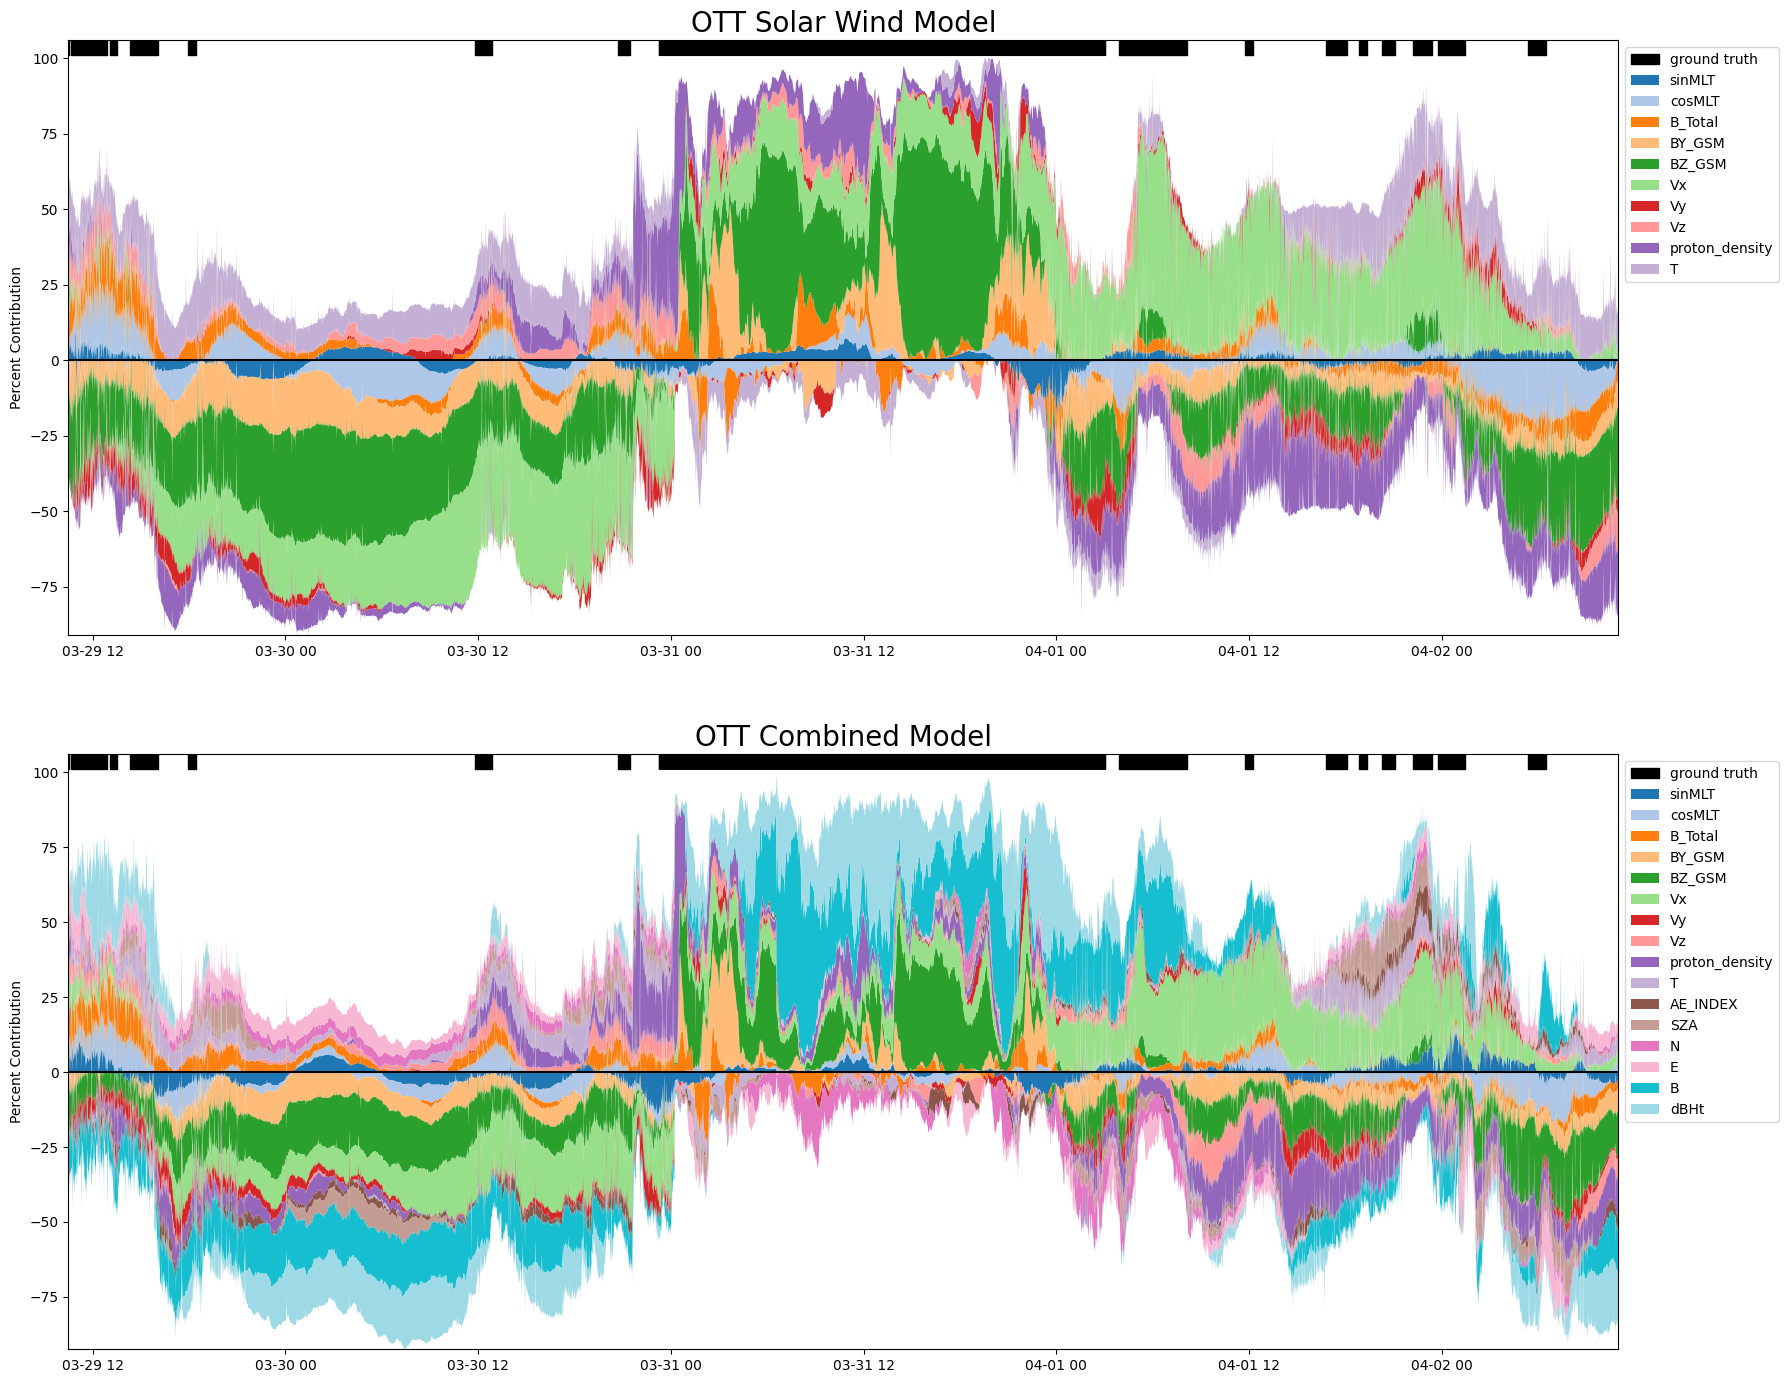 OTT Solar Wind Model
100
75
50
25
0
−25
−50
−75
Percent Contribution
03-29 12
03-30 00
03-30 12
03-31 00
03-31 12
04-01 00
04-01 12
04-02 00
ground truth
sinMLT
cosMLT
B_Total
BY_GSM
BZ_GSM
Vx
Vy
Vz
proton_density
T
OTT Combined Model
100
75
50
25
0
−25
−50
−75
Percent Contribution
03-29 12
03-30 00
03-30 12
03-31 00
03-31 12
04-01 00
04-01 12
04-02 00
ground truth
sinMLT
cosMLT
B_Total
BY_GSM
BZ_GSM
Vx
Vy
Vz
proton_density
T
AE_INDEX
SZA
N
E
B
dBHt